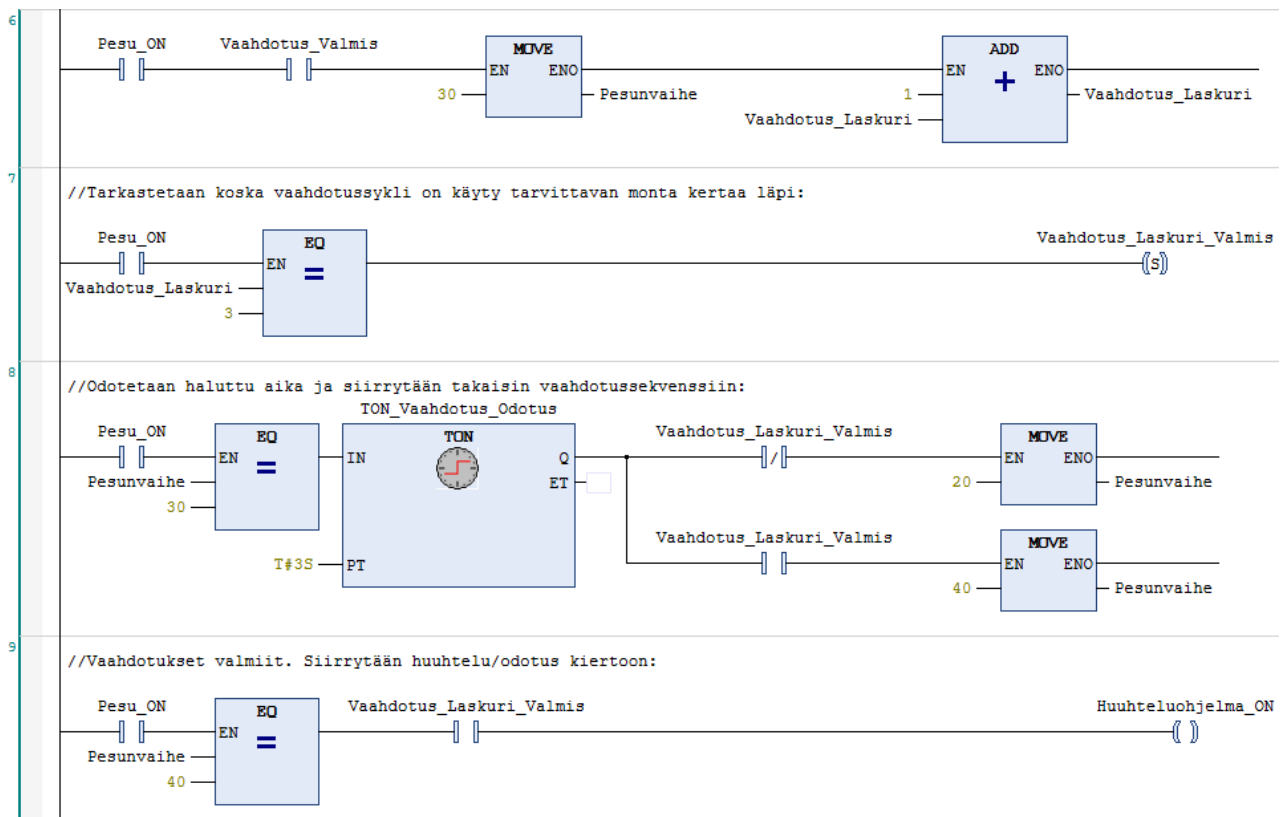 6
Pesu_ON Vaahdotus_Valmis
MOVE ADD
EN ENO EN ENO
+
30 Pesunvaihe 1 Vaahdotus_Laskuri
Vaahdotus_Laskuri
7
//Tarkastetaan koska vaahdotussykli on käyty tarvittavan monta kertaa läpi:
Pesu_ON EQ Vaahdotus_Laskuri_Valmis
EN = S
Vaahdotus_Laskuri
3
8
//Odotetaan haluttu aika ja siirrytään takaisin vaahdotussekvenssiin:
TON_Vaahdotus_Odotus
Pesu_ON EQ TON Vaahdotus_Laskuri_Valmis MOVE
EN = IN Q / EN ENO
Pesunvaihe ET 20 Pesunvaihe
30
Vaahdotus_Laskuri_Valmis MOVE
T#3S PT EN ENO
40 Pesunvaihe
9
//Vaahdotukset valmiit. Siirrytään huuhtelu/odotus kiertoon:
Pesu_ON EQ Vaahdotus_Laskuri_Valmis Huuhteluohjelma_ON
EN =
Pesunvaihe
40